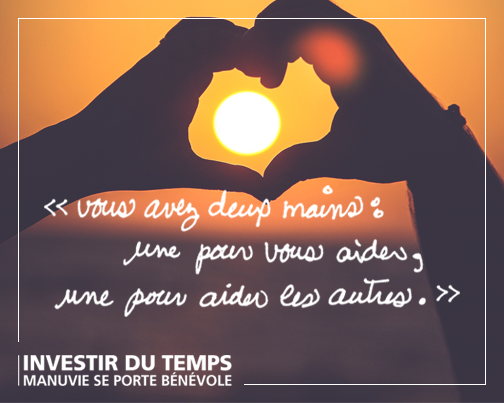 << vous avez deux mains :
une pour vous aider,
une pour aider les autres. >>
INVESTIR DU TEMPS
MANUVIE SE PORTE BÉNÉVOLE